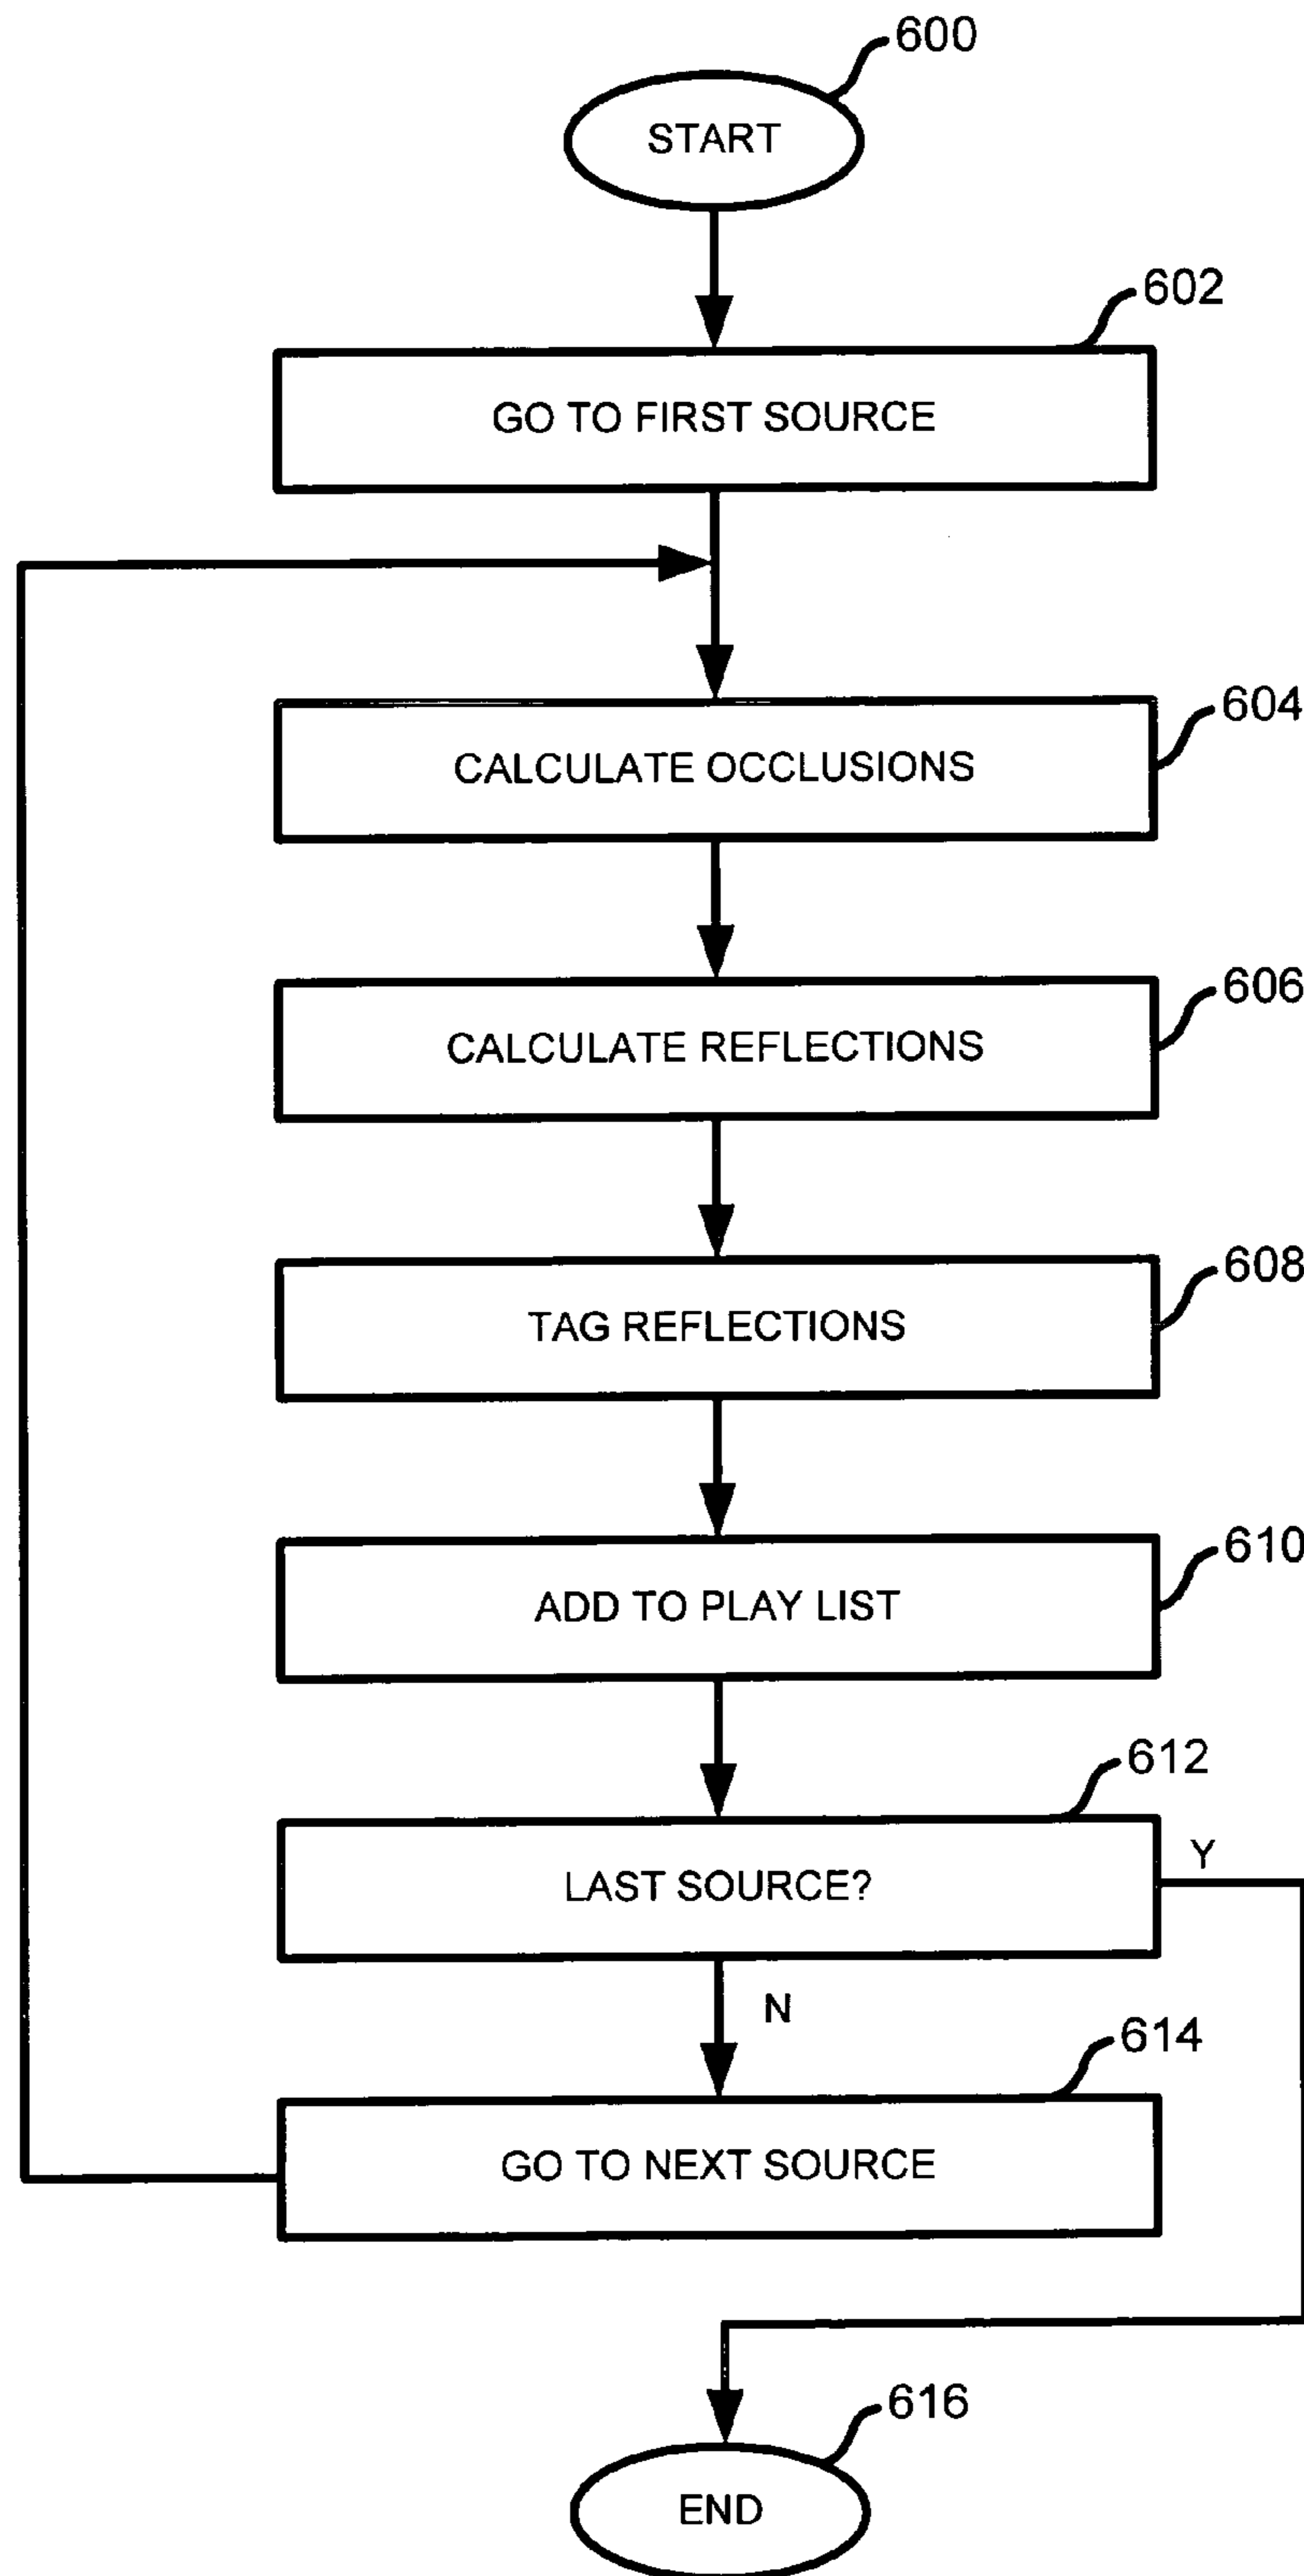 600
START
602
GO TO FIRST SOURCE
604
CALCULATE OCCLUSIONS
606
CALCULATE REFLECTIONS
608
TAG REFLECTIONS
610
ADD TO PLAY LIST
612
LAST SOURCE?
Y
N
614
GO TO NEXT SOURCE
616
END